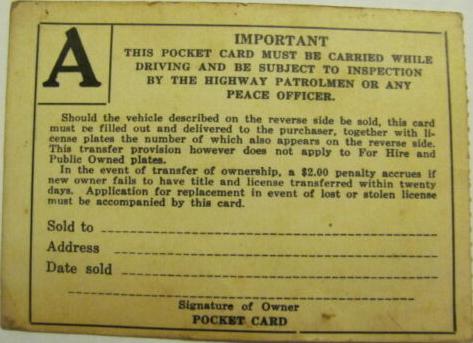 A
IMPORTANT
THIS POCKET CARD MUST BE CARRIED WHILE
DRIVING AND BE SUBJECT TO INSPECTION
BY THE HIGHWAY PATROLMEN OR ANY
PEACE OFFICER.
Should the vehicle described on the reverse side be sold, this card
must be filled out and delivered to the purchaser, together with li-
cense plates the number of which also appears on the reverse side.
This transfer provision however does not apply to For Hire and
Public Owned plates.
In the event of transfer of ownership, a $2.00 penalty accrues if
new owner fails to have title and license transferred within twenty
days. Application for replacement in event of lost or stolen license
must be accompanied by this card.
Sold to
Address
Date sold
Signature of Owner
POCKET CARD